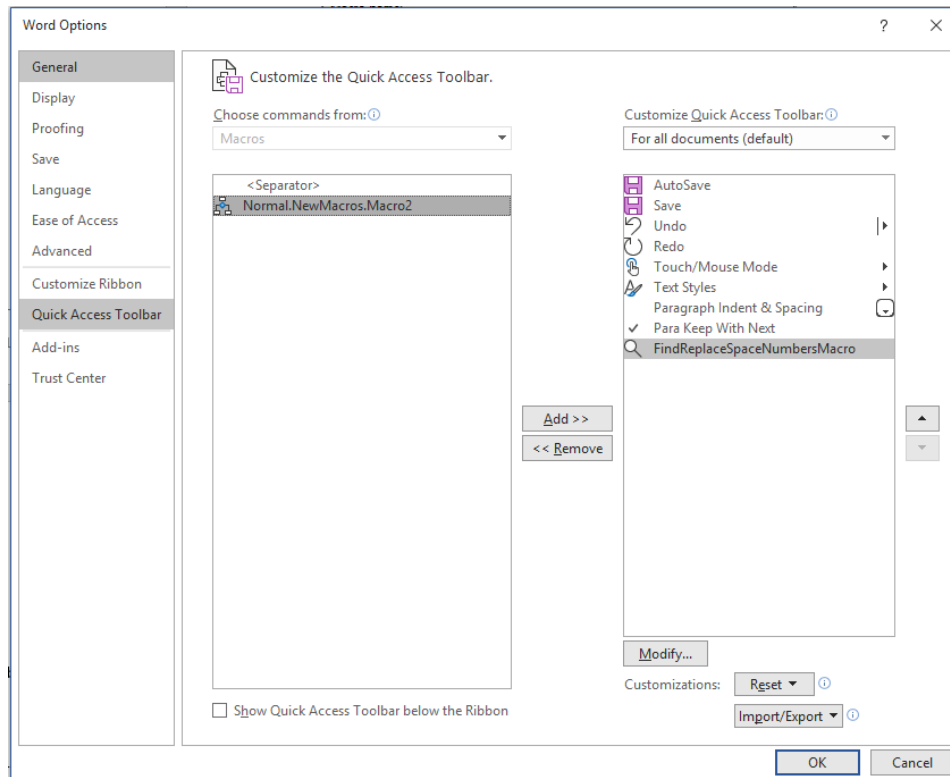 Word Options
?
General
Display
Proofing
Save
Language
Ease of Access
Advanced
Customize Ribbon
Quick Access Toolbar
Add-ins
Trust Center
Customize the Quick Access Toolbar.
Choose commands from:
Macros
<Separator>
Normal.NewMacros.Macro2
Show Quick Access Toolbar below the Ribbon
Add >>
<< Remove
Customize Quick Access Toolbar:
For all documents (default)
AutoSave
Save
Undo
Redo
Touch/Mouse Mode
Text Styles
Paragraph Indent & Spacing
Para Keep With Next
FindReplaceSpaceNumbersMacro
Modify...
Customizations:
Reset
Import/Export
OK
Cancel